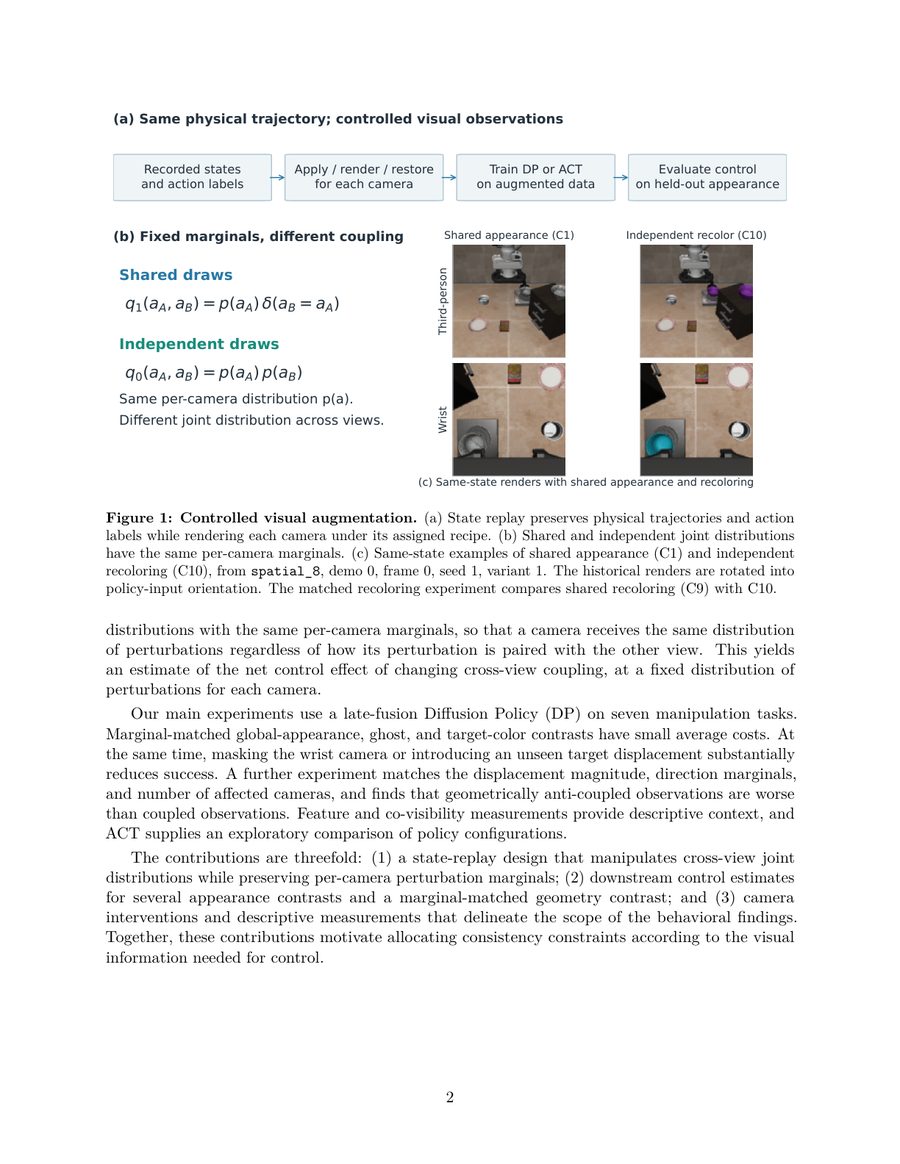 (a) Same physical trajectory; controlled visual observations
Recorded states
and action labels
Apply / render / restore
for each camera
Train DP or ACT
on augmented data
Evaluate control
on held-out appearance
(b) Fixed marginals, different coupling
Shared draws
q₁(a_A, a_B) = p(a_A) δ(a_B = a_A)
Independent draws
q₀(a_A, a_B) = p(a_A) p(a_B)
Same per-camera distribution p(a).
Different joint distribution across views.
Shared appearance (C1)
Independent recolor (C10)
Third-person
Wrist
(c) Same-state renders with shared appearance and recoloring
Figure 1: Controlled visual augmentation. (a) State replay preserves physical trajectories and action
labels while rendering each camera under its assigned recipe. (b) Shared and independent joint distributions
have the same per-camera marginals. (c) Same-state examples of shared appearance (C1) and independent
recoloring (C10), from spatial_8, demo 0, frame 0, seed 1, variant 1. The historical renders are rotated into
policy-input orientation. The matched recoloring experiment compares shared recoloring (C9) with C10.
distributions with the same per-camera marginals, so that a camera receives the same distribution
of perturbations regardless of how its perturbation is paired with the other view. This yields
an estimate of the net control effect of changing cross-view coupling, at a fixed distribution of
perturbations for each camera.
Our main experiments use a late-fusion Diffusion Policy (DP) on seven manipulation tasks.
Marginal-matched global-appearance, ghost, and target-color contrasts have small average costs. At
the same time, masking the wrist camera or introducing an unseen target displacement substantially
reduces success. A further experiment matches the displacement magnitude, direction marginals,
and number of affected cameras, and finds that geometrically anti-coupled observations are worse
than coupled observations. Feature and co-visibility measurements provide descriptive context, and
ACT supplies an exploratory comparison of policy configurations.
The contributions are threefold: (1) a state-replay design that manipulates cross-view joint
distributions while preserving per-camera perturbation marginals; (2) downstream control estimates
for several appearance contrasts and a marginal-matched geometry contrast; and (3) camera
interventions and descriptive measurements that delineate the scope of the behavioral findings.
Together, these contributions motivate allocating consistency constraints according to the visual
information needed for control.
2